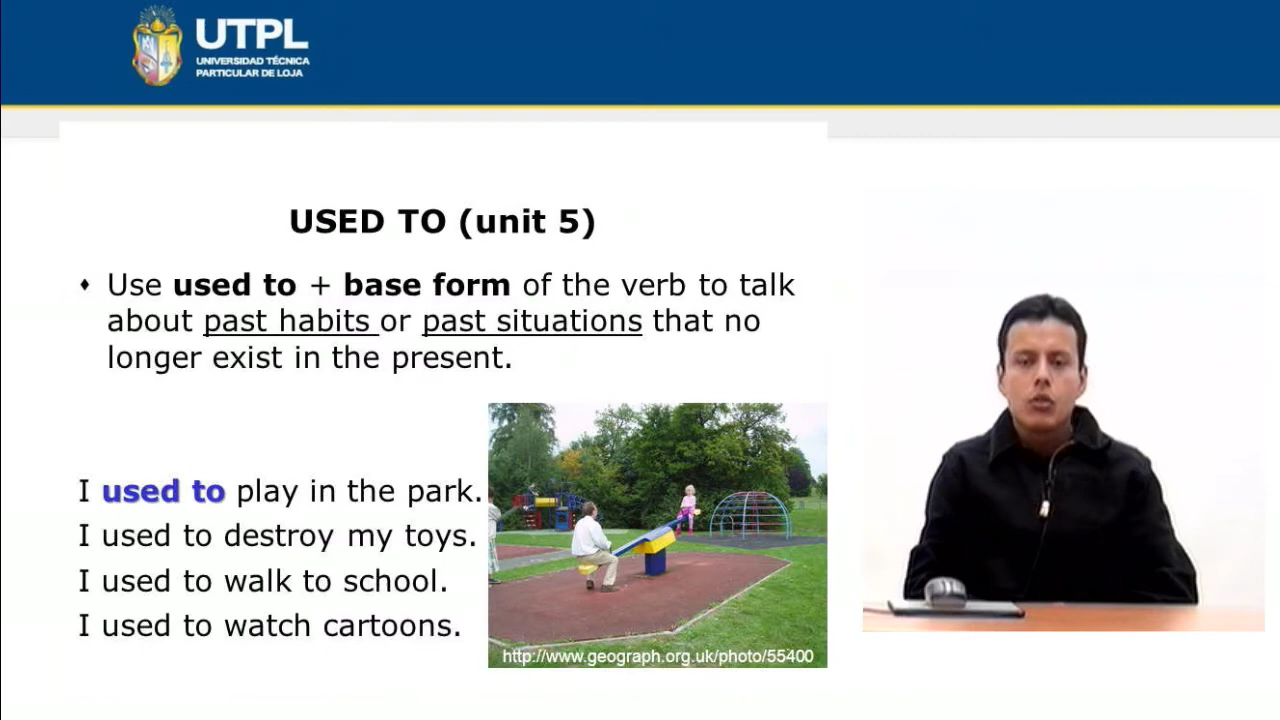 UTPL
UNIVERSIDAD TÉCNICA
PARTICULAR DE LOJA
USED TO (unit 5)
Use used to + base form of the verb to talk
about past habits or past situations that no
longer exist in the present.
I used to play in the park.
I used to destroy my toys.
I used to walk to school.
I used to watch cartoons.
http://www.geograph.org.uk/photo/55400